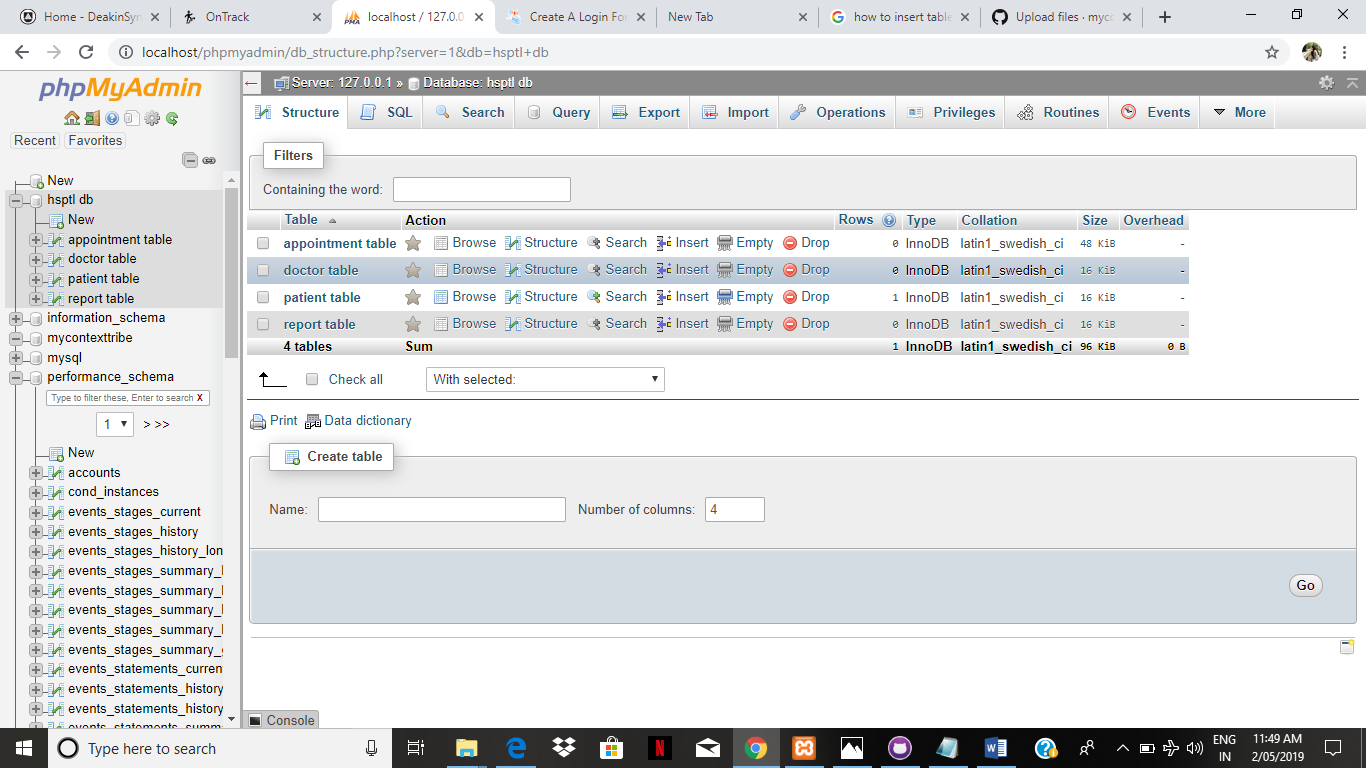 Home - DeakinSyn
OnTrack
localhost / 127.0.0
Create A Login Fo
New Tab
how to insert table
Upload files · myco
localhost/phpmyadmin/db_structure.php?server=1&db=hsptl+db
phpMyAdmin
Recent Favorites
New
hsptl db
New
appointment table
doctor table
patient table
report table
information_schema
mycontexttribe
mysql
performance_schema
Type to filter these, Enter to search X
1 > >>
New
accounts
cond_instances
events_stages_current
events_stages_history
events_stages_history_lon
events_stages_summary_
events_stages_summary_
events_stages_summary_
events_stages_summary_
events_stages_summary_
events_statements_curren
events_statements_history
events_statements_history
events_statements_summ
Server: 127.0.0.1 » Database: hsptl db
Structure SQL Search Query Export Import Operations Privileges Routines Events More
Filters
Containing the word:
Table Action Rows Type Collation Size Overhead
appointment table Browse Structure Search Insert Empty Drop 0 InnoDB latin1_swedish_ci 48 KiB -
doctor table Browse Structure Search Insert Empty Drop 0 InnoDB latin1_swedish_ci 16 KiB -
patient table Browse Structure Search Insert Empty Drop 1 InnoDB latin1_swedish_ci 16 KiB -
report table Browse Structure Search Insert Empty Drop 0 InnoDB latin1_swedish_ci 16 KiB -
4 tables Sum 1 InnoDB latin1_swedish_ci 96 KiB 0 B
Check all With selected:
Print Data dictionary
Create table
Name: Number of columns: 4
Go
Console
Type here to search
ENG
IN
11:49 AM
2/05/2019